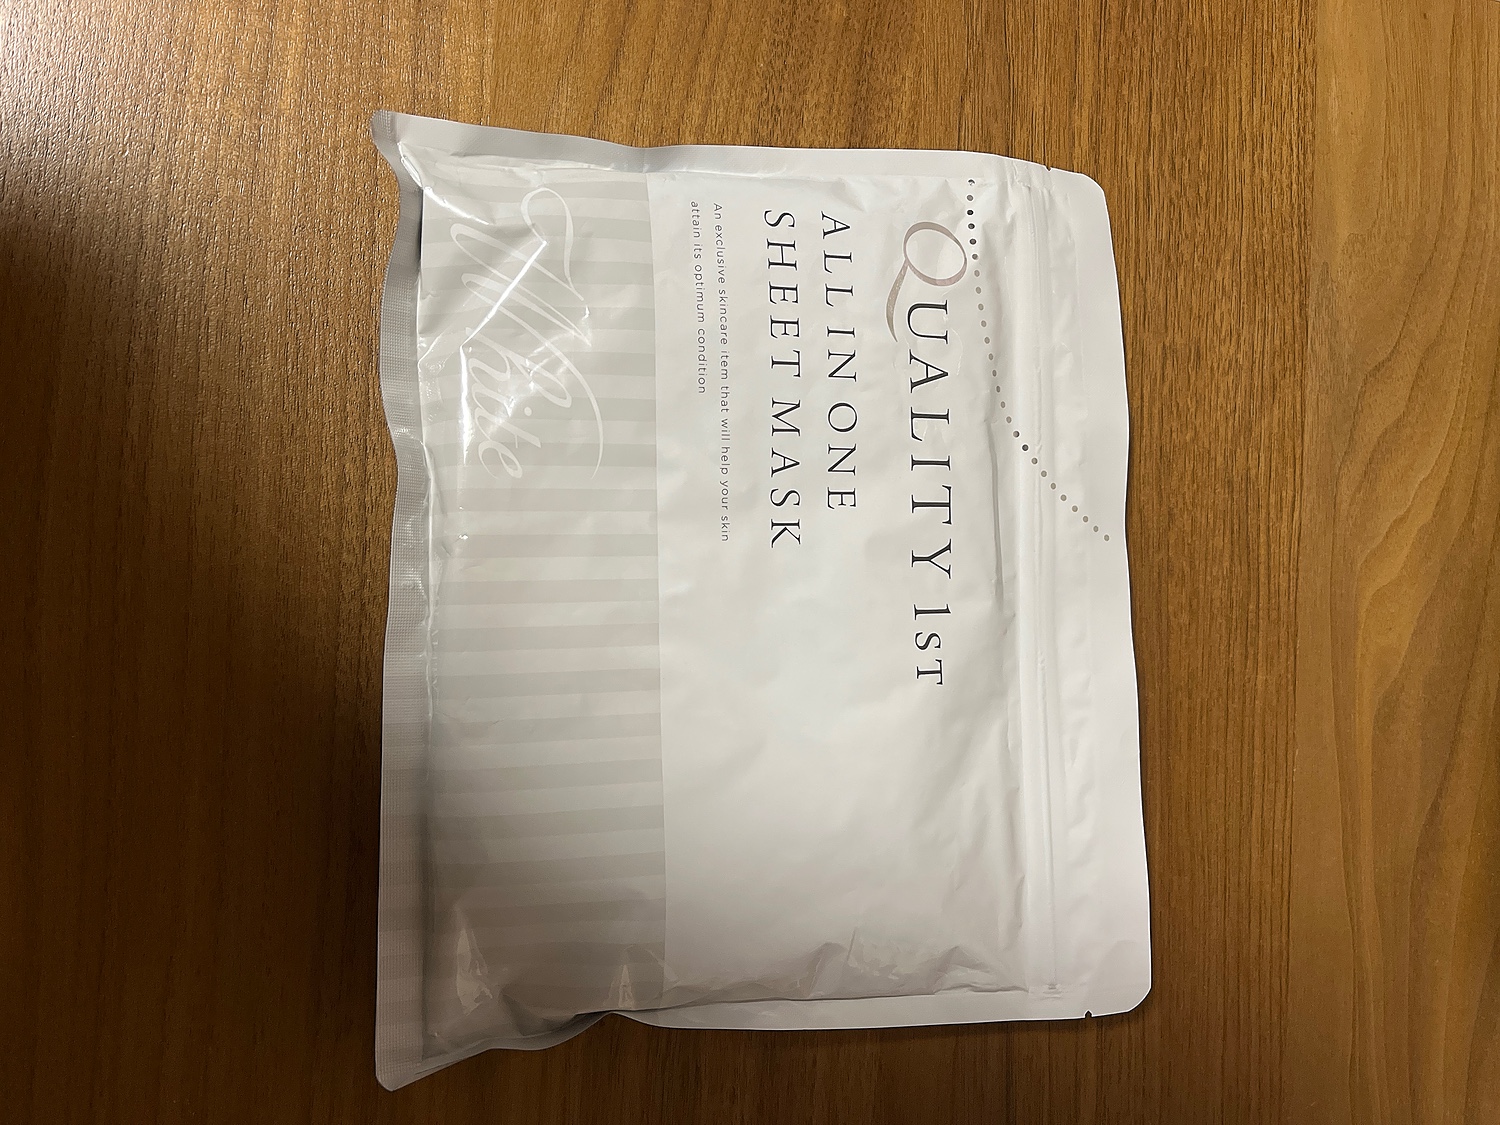 QUALITY 1ST
ALL IN ONE
SHEET MASK
An exclusive skincare item that will help your skin
attain its optimum condition
White